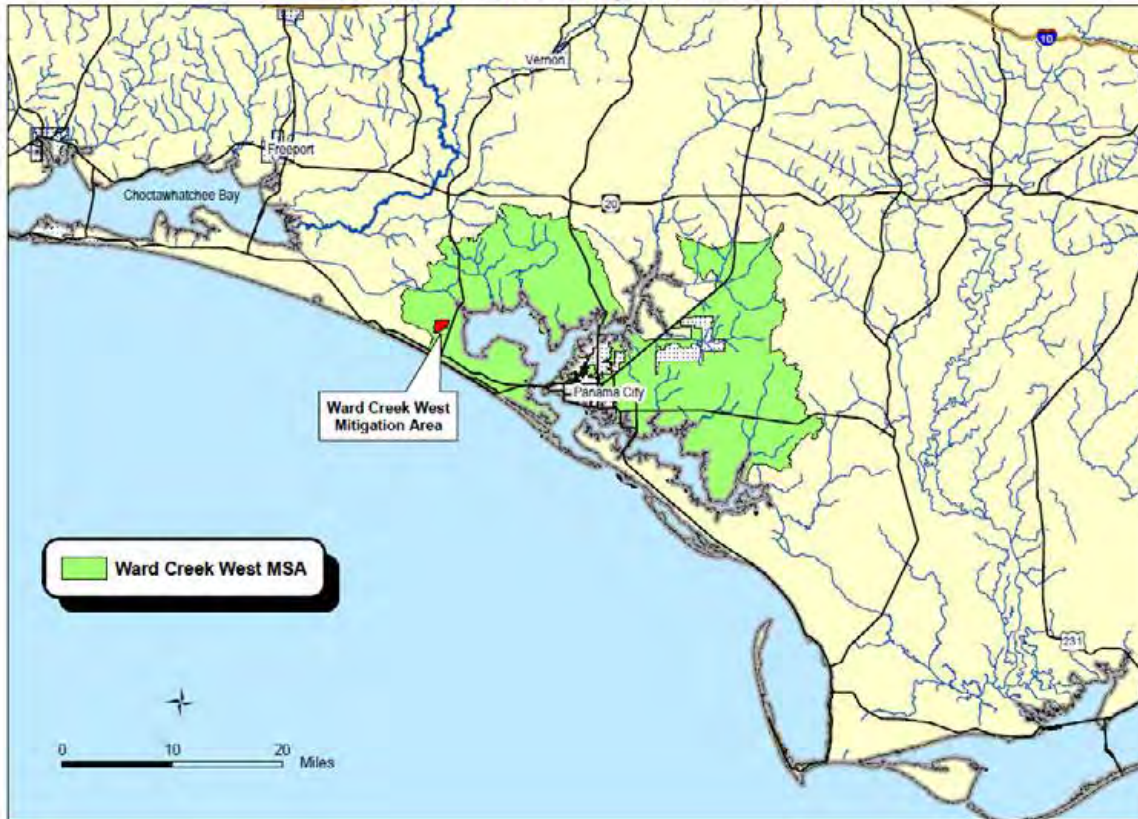 10
Vernon
Freeport
Choctawhatchee Bay
20
Ward Creek West
Mitigation Area
Panama City
Ward Creek West MSA
231
0 10 20
Miles